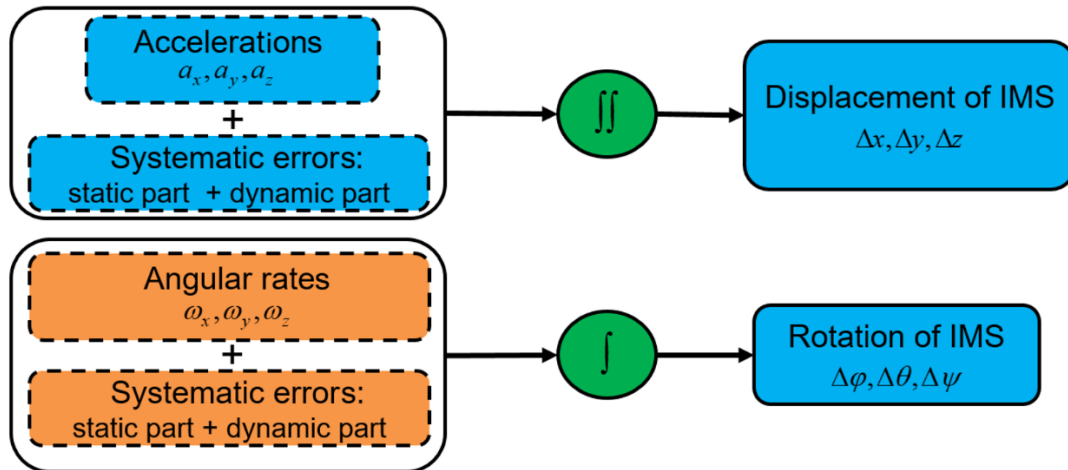 Accelerations
a_x, a_y, a_z
+
Systematic errors:
static part + dynamic part
∬
Displacement of IMS
Δx, Δy, Δz
Angular rates
ω_x, ω_y, ω_z
+
Systematic errors:
static part + dynamic part
∫
Rotation of IMS
Δφ, Δθ, Δψ